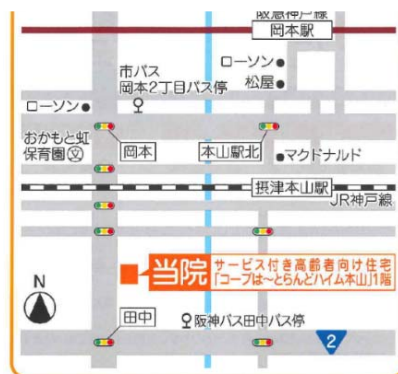 阪急神戸線
岡本駅
ローソン
松屋
市バス
岡本2丁目バス停
ローソン
岡本
本山駅北
マクドナルド
おかもと虹
保育園文
摂津本山駅
JR神戸線
当院
サービス付き高齢者向け住宅
「コープは〜とらんどハイム本山」1階
N
田中
阪神バス田中バス停
2